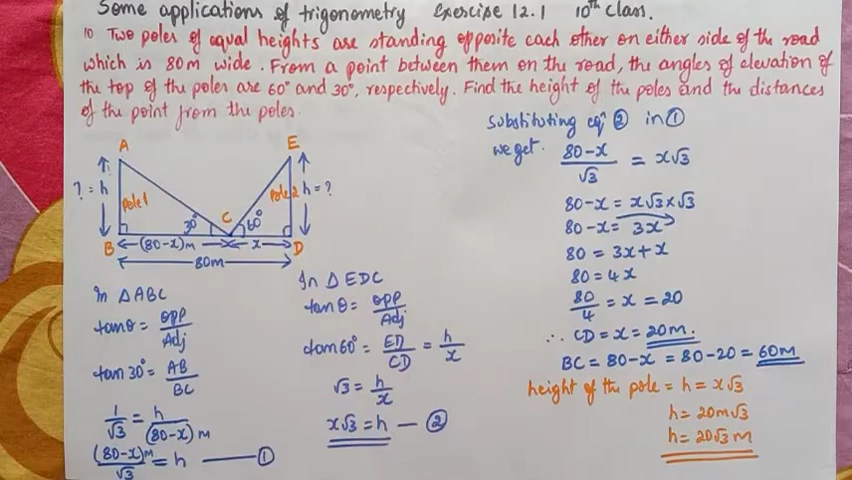 Some applications of trigonometry Exercise 12.1 10th class.
10 Two poles of equal heights are standing opposite each other on either side of the road
which is 80m wide. From a point between them on the road, the angles of elevation of
the top of the poles are 60° and 30°, respectively. Find the height of the poles and the distances
of the point from the poles.
A
E
? = h
Pole 1
30°
C
60°
Pole 2
h = ?
B
(80-x)m
x
D
80m
In △ABC
tanθ = opp/Adj
tan 30° = AB/BC
1/√3 = h/(80-x)m
(80-x)m/√3 = h — ①
In △EDC
tanθ = opp/Adj
tan60° = ED/CD = h/x
√3 = h/x
x√3 = h — ②
Substituting eqn ② in ①
we get. 80-x/√3 = x√3
80-x = x√3×√3
80-x = 3x
80 = 3x+x
80 = 4x
80/4 = x = 20
∴ CD = x = 20m.
BC = 80-x = 80-20 = 60m
height of the pole = h = x√3
h = 20m√3
h = 20√3 m